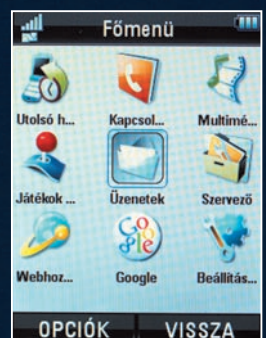 Főmenü
Utolsó h... Kapcsol... Multimé...
Játékok ... Üzenetek Szervező
Google
Webhoz... Google Beállítás...
OPCIÓK VISSZA